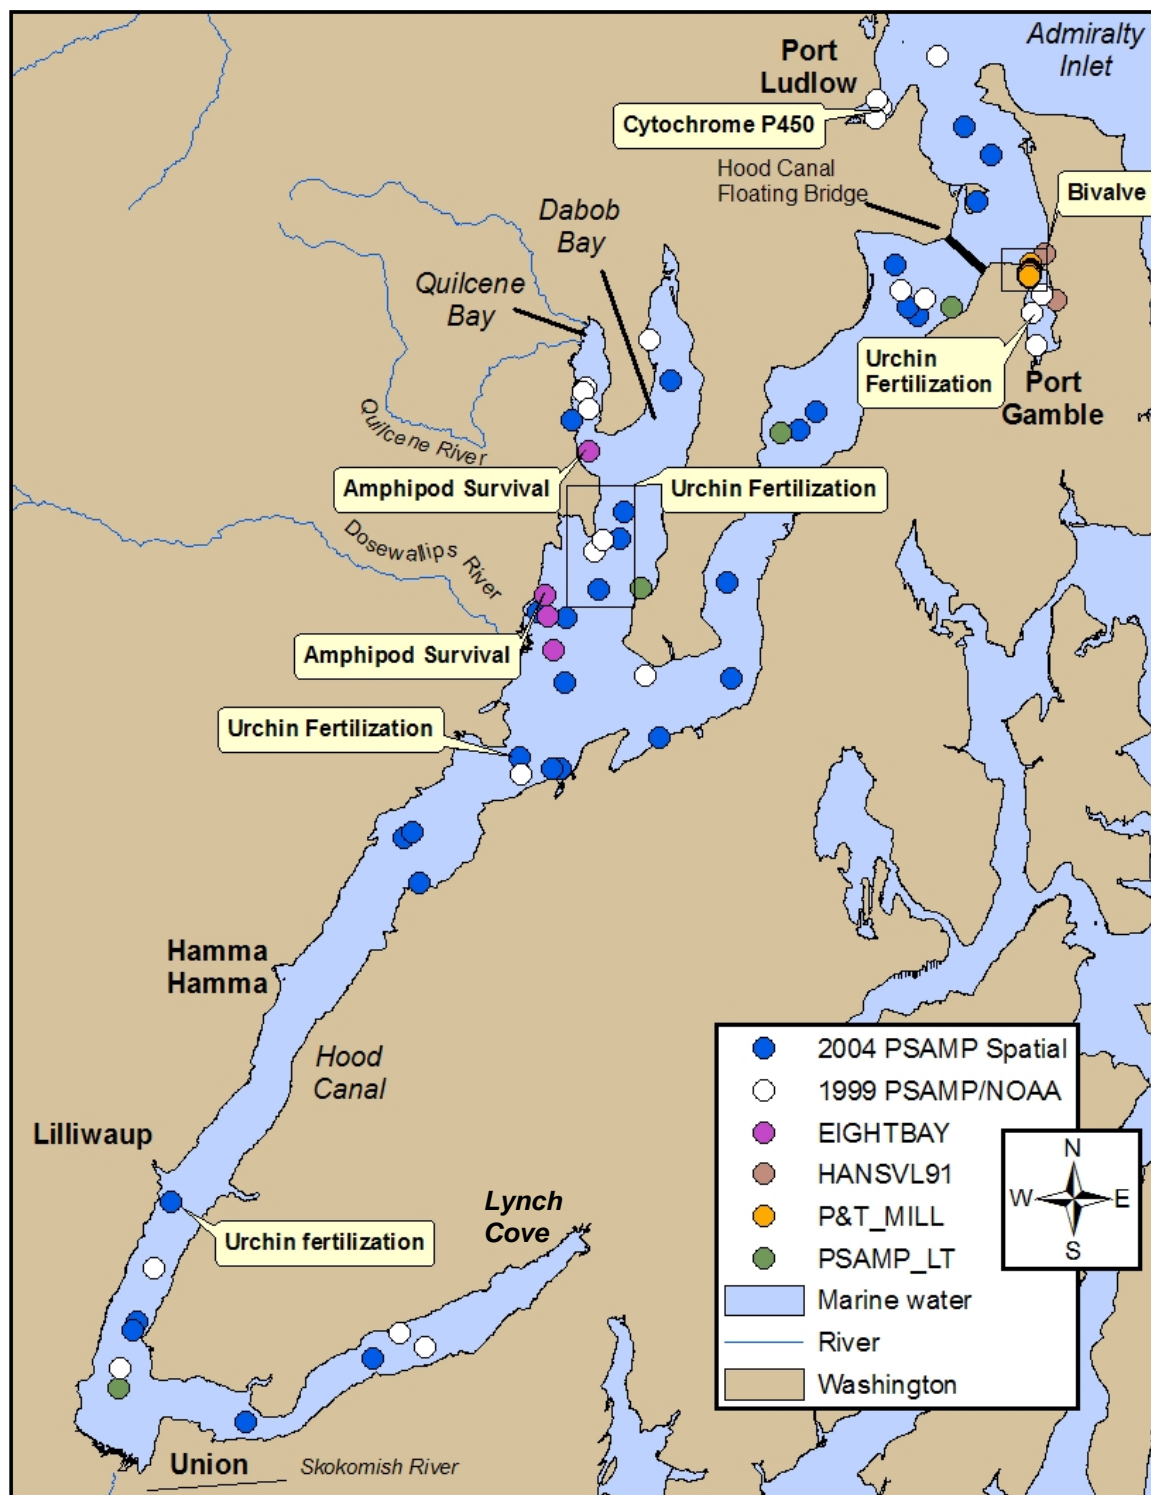 Admiralty
Inlet
Port
Ludlow
Cytochrome P450
Hood Canal
Floating Bridge
Bivalve
Dabob
Bay
Quilcene
Bay
Urchin
Fertilization
Port
Gamble
Quilcene River
Amphipod Survival
Urchin Fertilization
Dosewallips River
Amphipod Survival
Urchin Fertilization
Hamma
Hamma
Hood
Canal
Lilliwaup
Lynch
Cove
Urchin fertilization
Union
Skokomish River
2004 PSAMP Spatial
1999 PSAMP/NOAA
EIGHTBAY
HANSVL91
P&T_MILL
PSAMP_LT
Marine water
River
Washington
N
W E
S